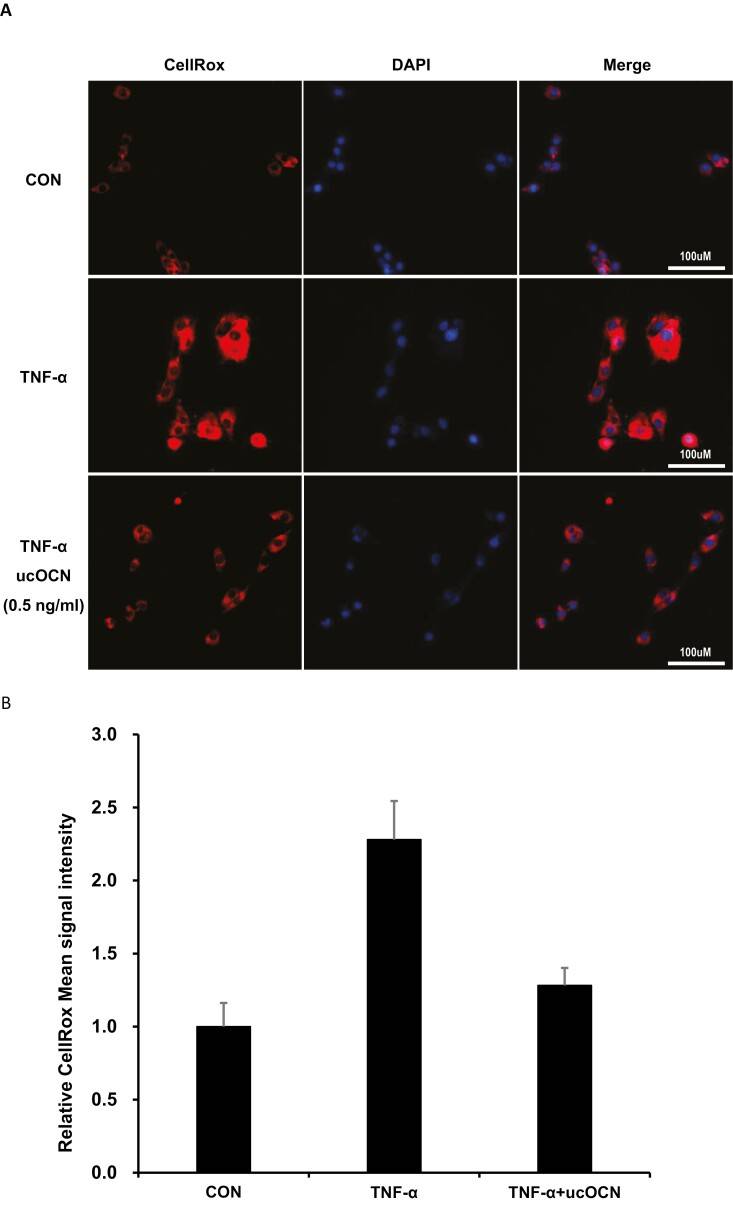 A
CellRox DAPI Merge
CON
100uM
TNF-α
100uM
TNF-α
ucOCN
(0.5 ng/ml)
100uM
B
Relative CellRox Mean signal intensity
3.0
2.5
2.0
1.5
1.0
0.5
0.0
CON TNF-α TNF-α+ucOCN